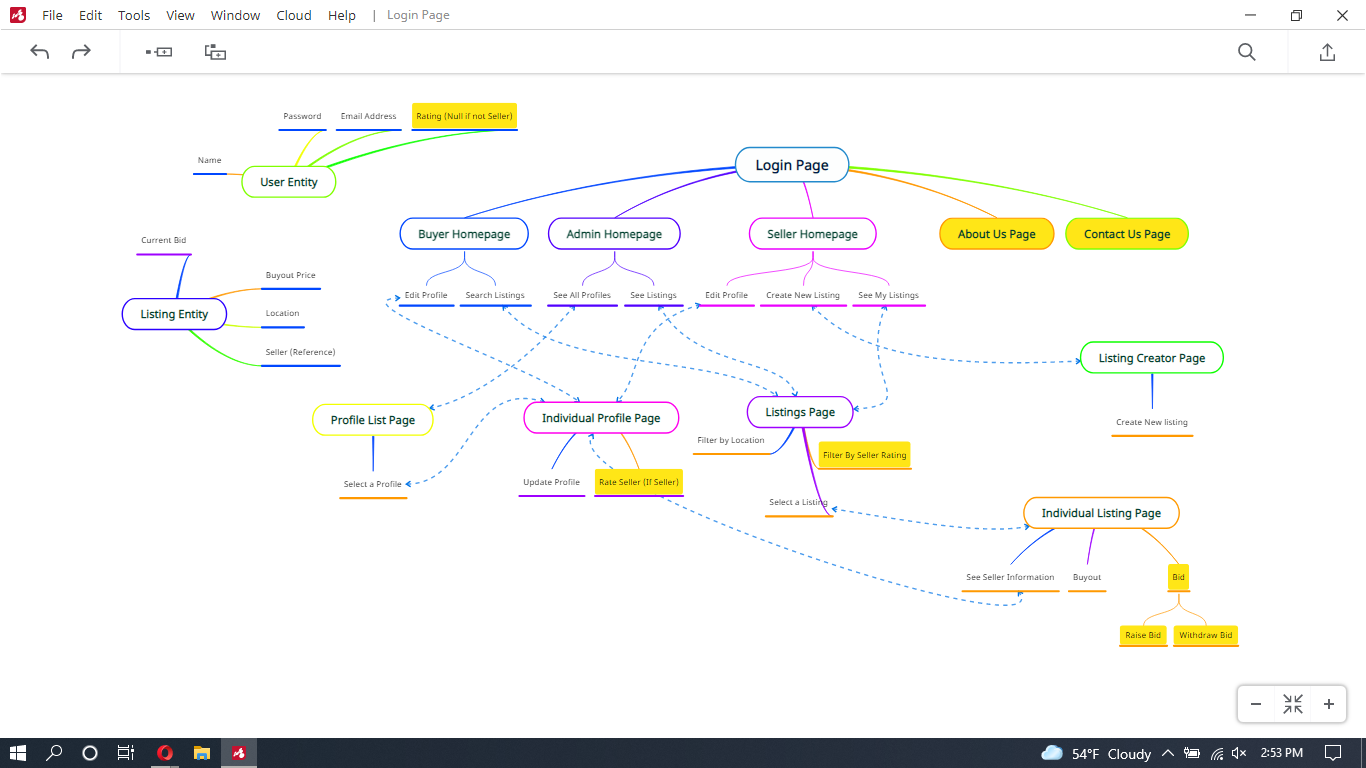 File Edit Tools View Window Cloud Help | Login Page
Password Email Address Rating (Null if not Seller)
Name
User Entity
Login Page
Current Bid
Buyer Homepage Admin Homepage Seller Homepage About Us Page Contact Us Page
Buyout Price
Edit Profile Search Listings See All Profiles See Listings Edit Profile Create New Listing See My Listings
Listing Entity
Location
Seller (Reference)
Listing Creator Page
Profile List Page Individual Profile Page Listings Page
Create New listing
Filter by Location
Filter By Seller Rating
Select a Profile Update Profile Rate Seller (If Seller)
Select a Listing
Individual Listing Page
See Seller Information Buyout Bid
Raise Bid Withdraw Bid
54°F Cloudy 2:53 PM